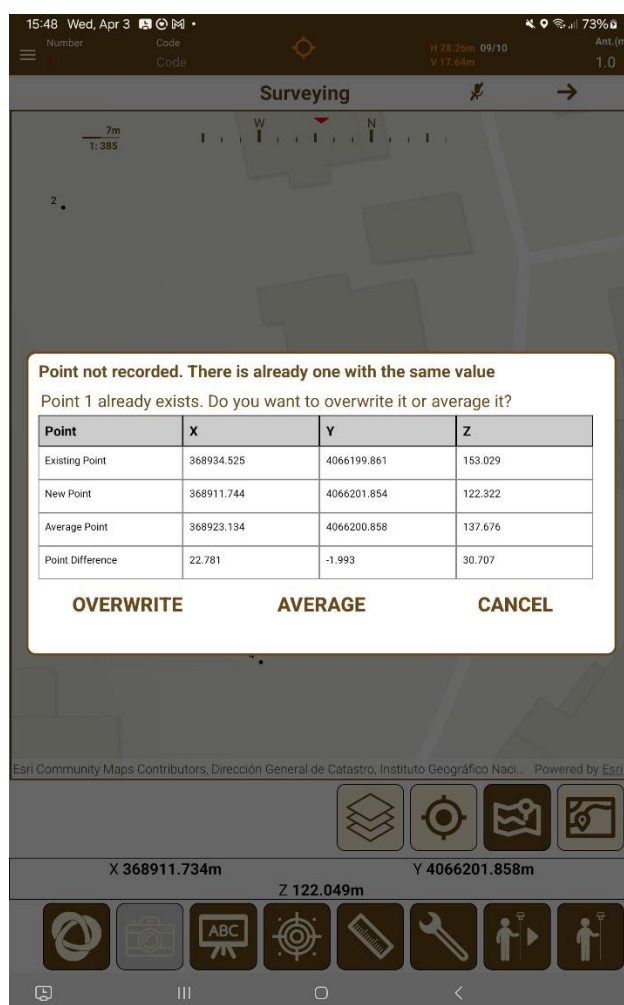 15:48 Wed, Apr 3 73%
Number Code H 28.26m 09/10 Ant.(m
Code V 17.64m 1.0
Surveying
7m W N
1: 385
2
Point not recorded. There is already one with the same value
Point 1 already exists. Do you want to overwrite it or average it?
Point X Y Z
Existing Point 368934.525 4066199.861 153.029
New Point 368911.744 4066201.854 122.322
Average Point 368923.134 4066200.858 137.676
Point Difference 22.781 -1.993 30.707
OVERWRITE AVERAGE CANCEL
Esri Community Maps Contributors, Dirección General de Catastro, Instituto Geográfico Naci... Powered by Esri
X 368911.734m Y 4066201.858m
Z 122.049m
ABC